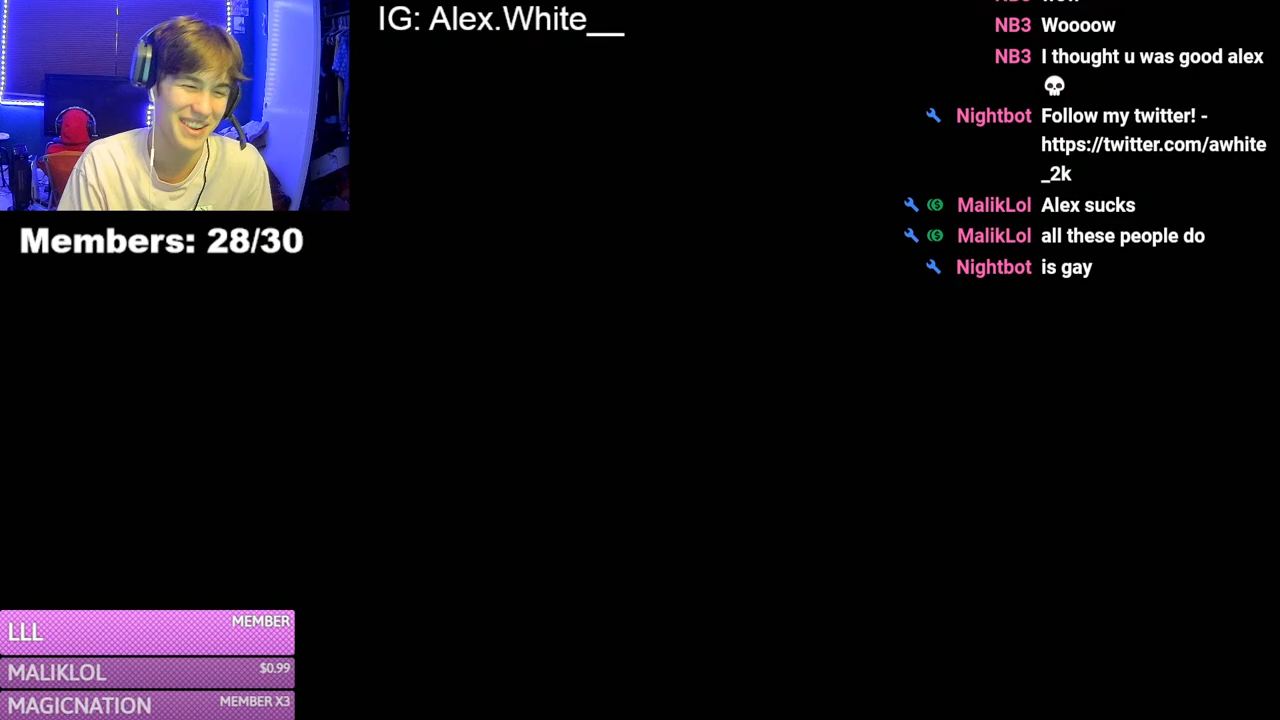 IG: Alex.White__
NB3 Woooow
NB3 I thought u was good alex
💀
Nightbot Follow my twitter! -
https://twitter.com/awhite
_2k
MalikLol Alex sucks
MalikLol all these people do
Nightbot is gay
Members: 28/30
LLL MEMBER
MALIKLOL $0.99
MAGICNATION MEMBER X3